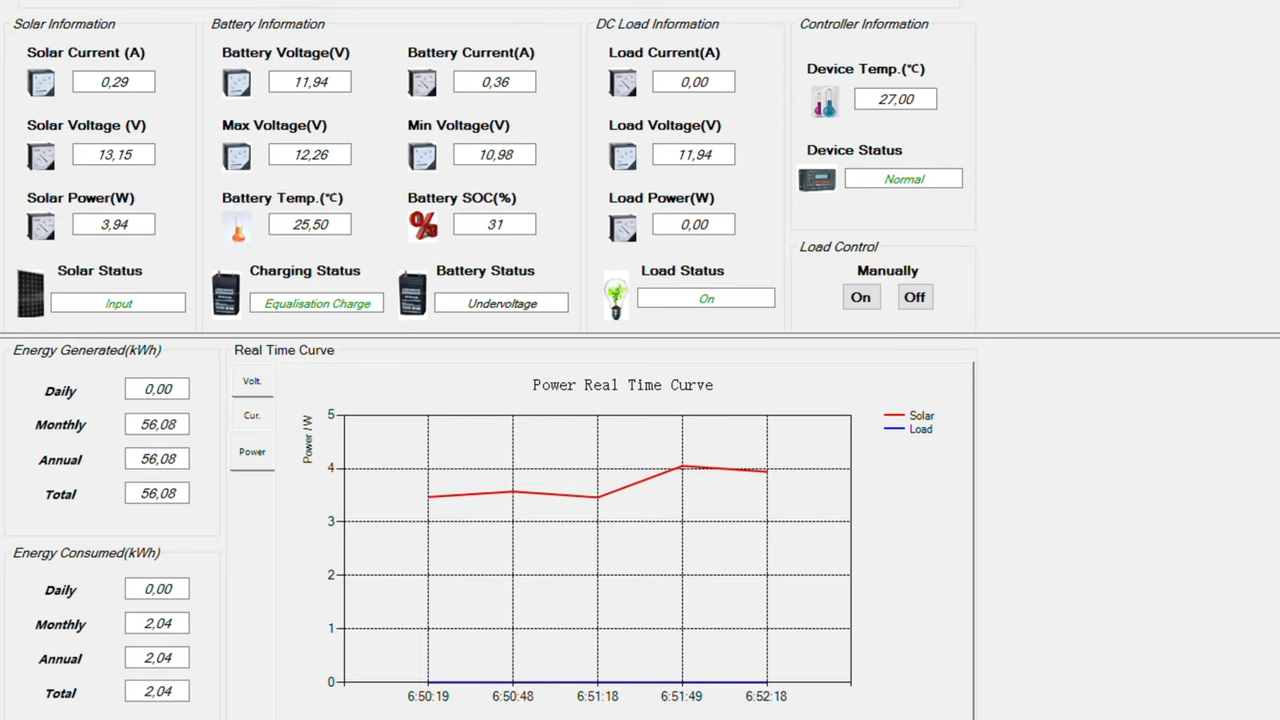 Solar Information
Solar Current (A)
0,29
Solar Voltage (V)
13,15
Solar Power(W)
3,94
Solar Status
Input
Battery Information
Battery Voltage(V)
11,94
Battery Current(A)
0,36
Max Voltage(V)
12,26
Min Voltage(V)
10,98
Battery Temp.(℃)
25,50
Battery SOC(%)
31
Charging Status
Equalisation Charge
Battery Status
Undervoltage
DC Load Information
Load Current(A)
0,00
Load Voltage(V)
11,94
Load Power(W)
0,00
Load Status
On
Controller Information
Device Temp.(℃)
27,00
Device Status
Normal
Load Control
Manually
On Off
Energy Generated(kWh)
Daily 0,00
Monthly 56,08
Annual 56,08
Total 56,08
Energy Consumed(kWh)
Daily 0,00
Monthly 2,04
Annual 2,04
Total 2,04
Real Time Curve
Volt.
Cur.
Power
Power Real Time Curve
Power / W
5
4
3
2
1
0
6:50:19 6:50:48 6:51:18 6:51:49 6:52:18
Solar
Load